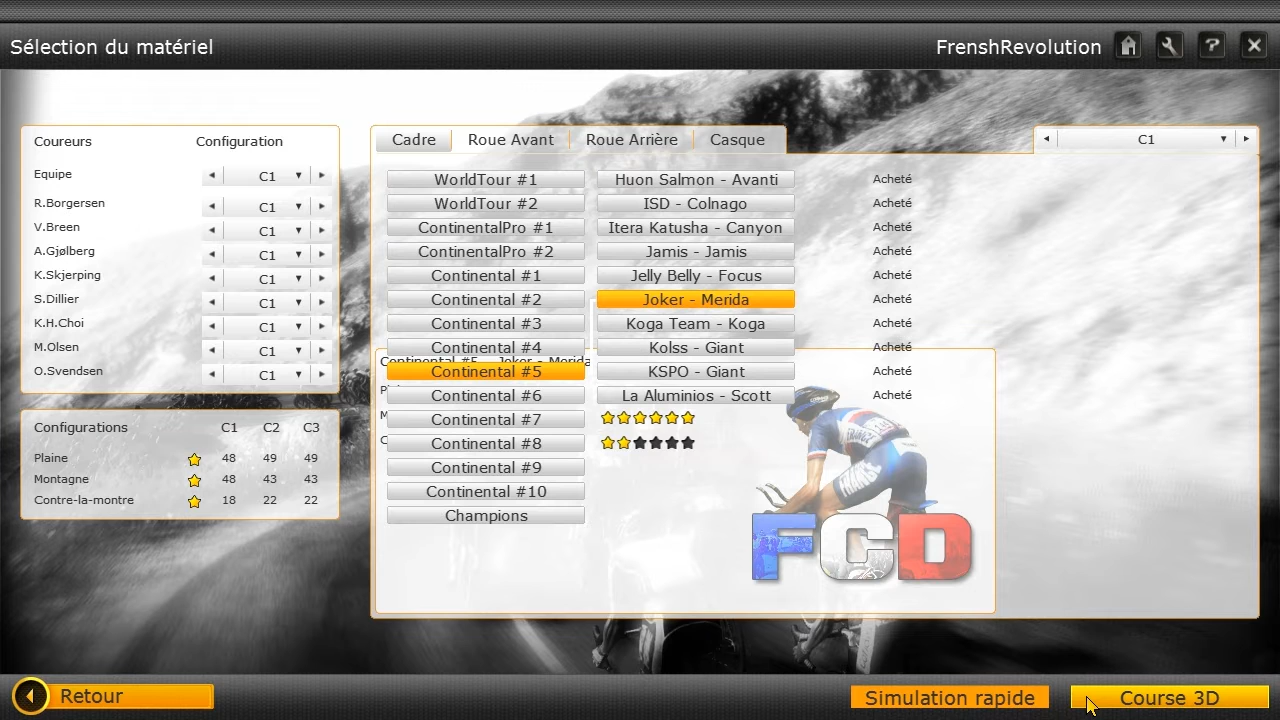 Sélection du matériel
FrenshRevolution
Coureurs Configuration
Equipe C1
R.Borgersen C1
V.Breen C1
A.Gjølberg C1
K.Skjerping C1
S.Dillier C1
K.H.Choi C1
M.Olsen C1
O.Svendsen C1
Configurations C1 C2 C3
Plaine 48 49 49
Montagne 48 43 43
Contre-la-montre 18 22 22
Cadre Roue Avant Roue Arrière Casque
C1
WorldTour #1 Huon Salmon - Avanti Acheté
WorldTour #2 ISD - Colnago Acheté
ContinentalPro #1 Itera Katusha - Canyon Acheté
ContinentalPro #2 Jamis - Jamis Acheté
Continental #1 Jelly Belly - Focus Acheté
Continental #2 Joker - Merida Acheté
Continental #3 Koga Team - Koga Acheté
Continental #4 Kolss - Giant Acheté
Continental #5 - Joker - Merida
Continental #5 KSPO - Giant Acheté
Continental #6 La Aluminios - Scott Acheté
Continental #7
Continental #8
Continental #9
Continental #10
Champions
FRANCE
FCD
Retour
Simulation rapide
Course 3D